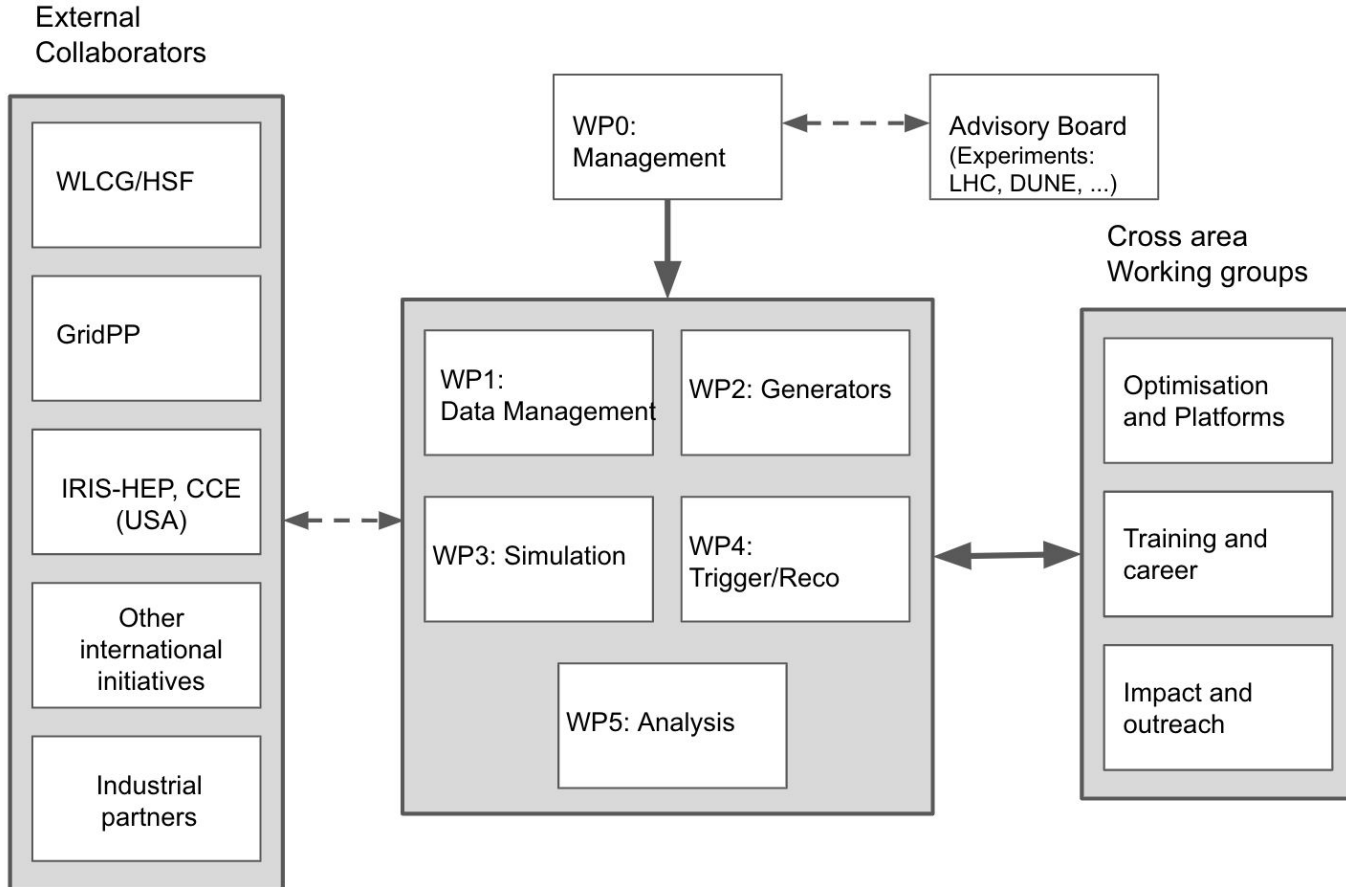 External
Collaborators
WLCG/HSF
GridPP
IRIS-HEP, CCE
(USA)
Other
international
initiatives
Industrial
partners
WP0:
Management
Advisory Board
(Experiments:
LHC, DUNE, ...)
WP1:
Data Management
WP2: Generators
WP3: Simulation
WP4:
Trigger/Reco
WP5: Analysis
Cross area
Working groups
Optimisation
and Platforms
Training and
career
Impact and
outreach